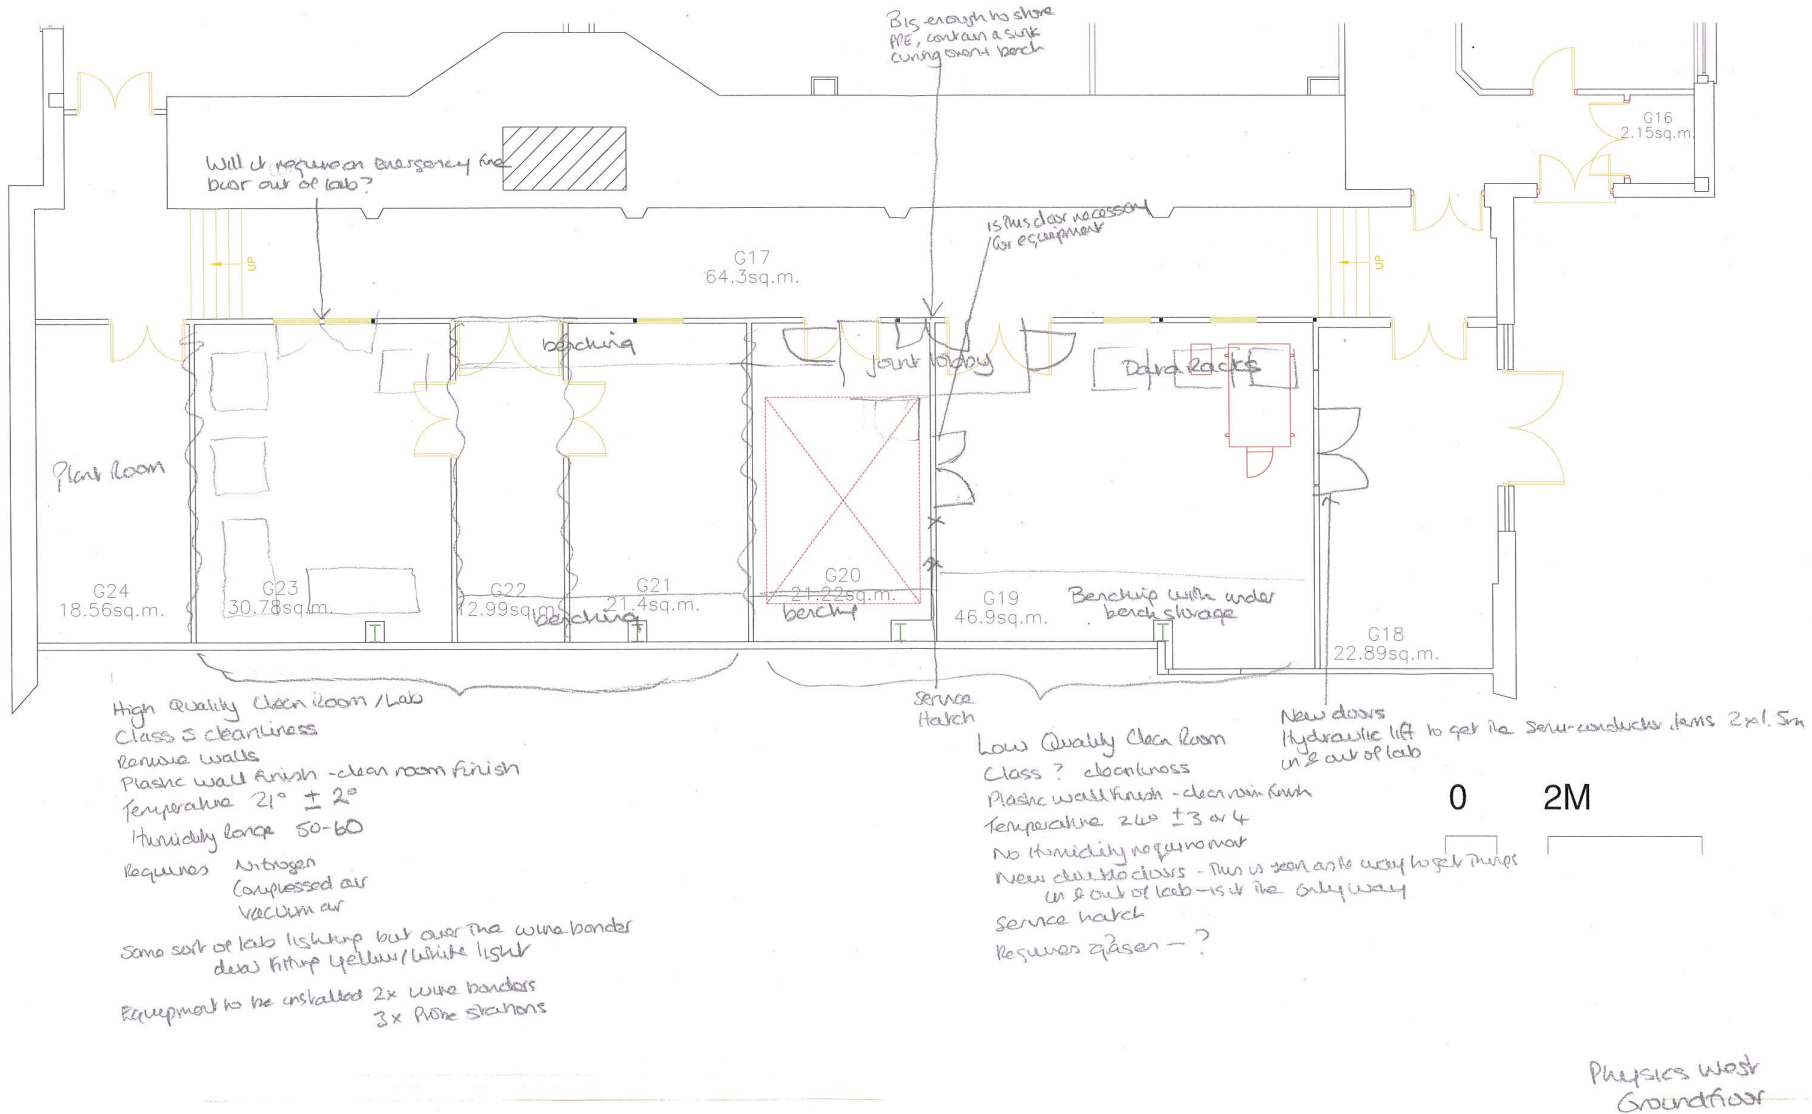 Big enough to store
PPE, contain a sink
curing oven + bench
G16
2.15sq.m.
Will it require an emergency fire
door out of lab?
is this door necessary
for equipment
UP
G17
64.3sq.m.
UP
benching
Joint lobby
Data Racks
Plant Room
G24
18.56sq.m.
G23
30.78sq.m.
G22
12.99sq.m.
benching
G21
21.4sq.m.
G20
21.22sq.m.
benching
G19
46.9sq.m.
Benching with under
bench storage
G18
22.89sq.m.
High Quality Clean Room / Lab
Class 5 cleanliness
Remove walls
Plastic wall finish - clean room finish
Temperature 21° ± 2°
Humidity Range 50-60
Requires Nitrogen
Compressed air
Vacuum air
Same sort of lab lighting but over the wire bonder
dual fitting yellow/white light
Equipment to be installed 2x wire bonders
3x Probe stations
Service
Hatch
Low Quality Clean Room
Class ? cleanliness
Plastic wall finish - clean room finish
Temperature 24° ± 3 or 4
No Humidity requirement
New double doors - this is seen as the way to get things
in & out of lab - is it the only way
Service hatch
Requires gases - ?
New doors
Hydraulic lift to get the semi-conductor items 2x1.5m
in & out of lab
0 2M
Physics West
Groundfloor